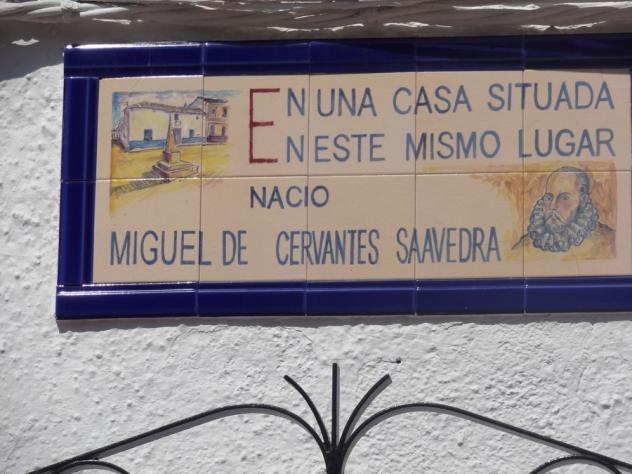 EN UNA CASA SITUADA
EN ESTE MISMO LUGAR
NACIO
MIGUEL DE CERVANTES SAAVEDRA